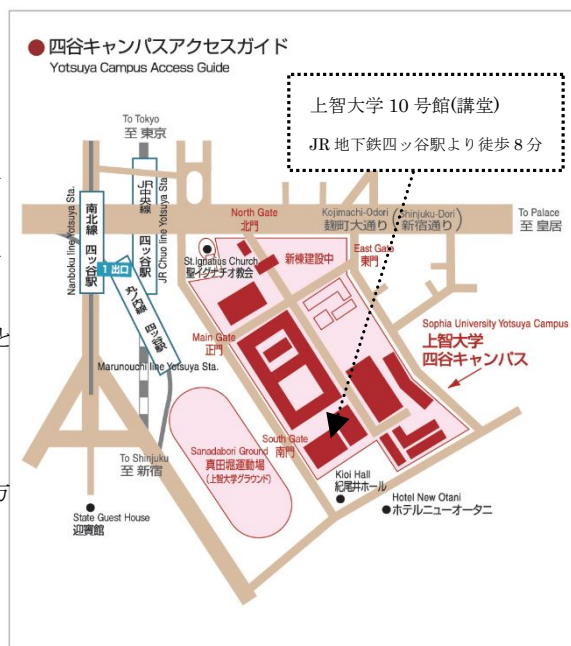 ● 四谷キャンパスアクセスガイド
Yotsuya Campus Access Guide
上智大学 10 号館(講堂)
JR 地下鉄四ッ谷駅より徒歩 8 分
To Tokyo
至 東京
JR中央線 四ッ谷駅
JR Chuo line Yotsuya Sta.
南北線 四ッ谷駅
Nanboku line Yotsuya Sta.
1 出口
丸ノ内線 四ッ谷駅
Marunouchi line Yotsuya Sta.
North Gate
北門
Kojimachi-Odori (Shinjuku-Dori)
麹町大通り(新宿通り)
To Palace
至 皇居
St.Ignatius Church
聖イグナチオ教会
新棟建設中
East Gate
東門
Sophia University Yotsuya Campus
上智大学
四谷キャンパス
Main Gate
正門
と
South Gate
南門
Sanadabori Ground
真田堀運動場
(上智大学グラウンド)
To Shinjuku
至 新宿
Kioi Hall
紀尾井ホール
Hotel New Otani
ホテルニューオータニ
State Guest House
迎賓館